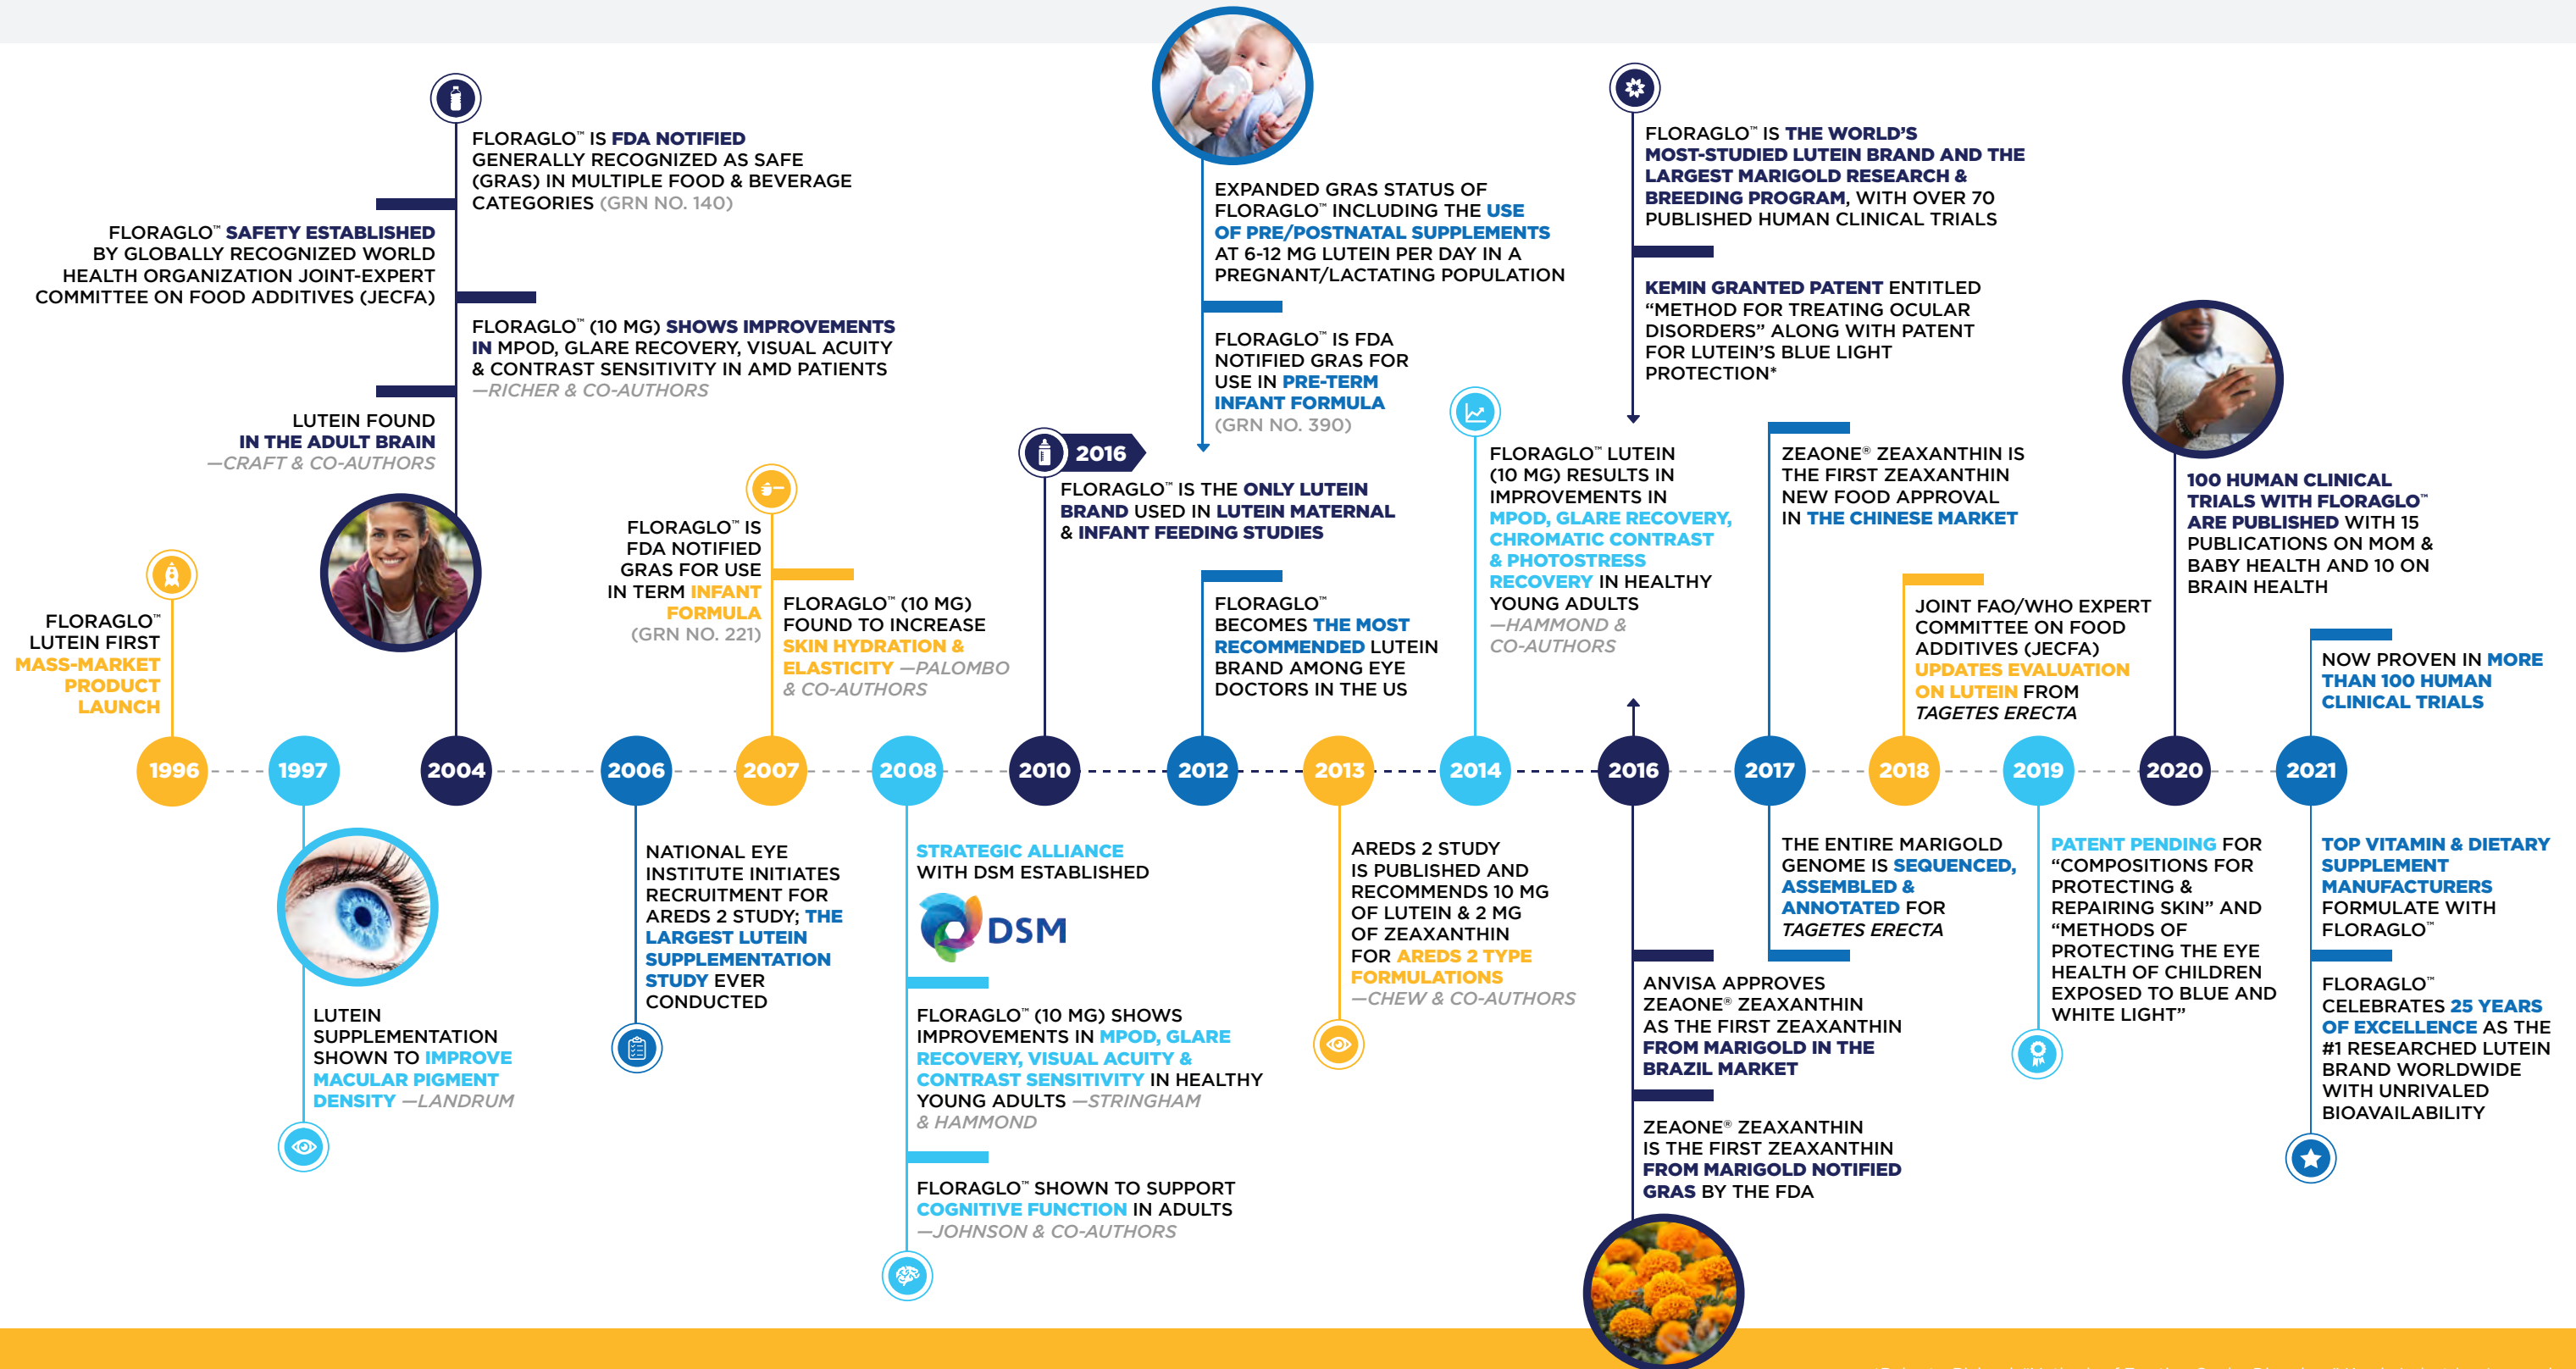 FLORAGLO™
LUTEIN FIRST
MASS-MARKET
PRODUCT
LAUNCH
1996
1997
LUTEIN
SUPPLEMENTATION
SHOWN TO IMPROVE
MACULAR PIGMENT
DENSITY —LANDRUM
FLORAGLO™ IS FDA NOTIFIED
GENERALLY RECOGNIZED AS SAFE
(GRAS) IN MULTIPLE FOOD & BEVERAGE
CATEGORIES (GRN NO. 140)
FLORAGLO™ SAFETY ESTABLISHED
BY GLOBALLY RECOGNIZED WORLD
HEALTH ORGANIZATION JOINT-EXPERT
COMMITTEE ON FOOD ADDITIVES (JECFA)
FLORAGLO™ (10 MG) SHOWS IMPROVEMENTS
IN MPOD, GLARE RECOVERY, VISUAL ACUITY
& CONTRAST SENSITIVITY IN AMD PATIENTS
—RICHER & CO-AUTHORS
LUTEIN FOUND
IN THE ADULT BRAIN
—CRAFT & CO-AUTHORS
2004
2006
NATIONAL EYE
INSTITUTE INITIATES
RECRUITMENT FOR
AREDS 2 STUDY; THE
LARGEST LUTEIN
SUPPLEMENTATION
STUDY EVER
CONDUCTED
FLORAGLO™ IS
FDA NOTIFIED
GRAS FOR USE
IN TERM INFANT
FORMULA
(GRN NO. 221)
FLORAGLO™ (10 MG)
FOUND TO INCREASE
SKIN HYDRATION &
ELASTICITY —PALOMBO
& CO-AUTHORS
2007
2008
STRATEGIC ALLIANCE
WITH DSM ESTABLISHED
DSM
FLORAGLO™ (10 MG) SHOWS
IMPROVEMENTS IN MPOD, GLARE
RECOVERY, VISUAL ACUITY &
CONTRAST SENSITIVITY IN HEALTHY
YOUNG ADULTS —STRINGHAM
& HAMMOND
FLORAGLO™ SHOWN TO SUPPORT
COGNITIVE FUNCTION IN ADULTS
—JOHNSON & CO-AUTHORS
2016
FLORAGLO™ IS THE ONLY LUTEIN
BRAND USED IN LUTEIN MATERNAL
& INFANT FEEDING STUDIES
2010
EXPANDED GRAS STATUS OF
FLORAGLO™ INCLUDING THE USE
OF PRE/POSTNATAL SUPPLEMENTS
AT 6-12 MG LUTEIN PER DAY IN A
PREGNANT/LACTATING POPULATION
FLORAGLO™ IS FDA
NOTIFIED GRAS FOR
USE IN PRE-TERM
INFANT FORMULA
(GRN NO. 390)
FLORAGLO™
BECOMES THE MOST
RECOMMENDED LUTEIN
BRAND AMONG EYE
DOCTORS IN THE US
2012
2013
AREDS 2 STUDY
IS PUBLISHED AND
RECOMMENDS 10 MG
OF LUTEIN & 2 MG
OF ZEAXANTHIN
FOR AREDS 2 TYPE
FORMULATIONS
—CHEW & CO-AUTHORS
FLORAGLO™ LUTEIN
(10 MG) RESULTS IN
IMPROVEMENTS IN
MPOD, GLARE RECOVERY,
CHROMATIC CONTRAST
& PHOTOSTRESS
RECOVERY IN HEALTHY
YOUNG ADULTS
—HAMMOND &
CO-AUTHORS
2014
FLORAGLO™ IS THE WORLD'S
MOST-STUDIED LUTEIN BRAND AND THE
LARGEST MARIGOLD RESEARCH &
BREEDING PROGRAM, WITH OVER 70
PUBLISHED HUMAN CLINICAL TRIALS
KEMIN GRANTED PATENT ENTITLED
“METHOD FOR TREATING OCULAR
DISORDERS” ALONG WITH PATENT
FOR LUTEIN'S BLUE LIGHT
PROTECTION*
2016
ANVISA APPROVES
ZEAONE® ZEAXANTHIN
AS THE FIRST ZEAXANTHIN
FROM MARIGOLD IN THE
BRAZIL MARKET
ZEAONE® ZEAXANTHIN
IS THE FIRST ZEAXANTHIN
FROM MARIGOLD NOTIFIED
GRAS BY THE FDA
ZEAONE® ZEAXANTHIN IS
THE FIRST ZEAXANTHIN
NEW FOOD APPROVAL
IN THE CHINESE MARKET
2017
THE ENTIRE MARIGOLD
GENOME IS SEQUENCED,
ASSEMBLED &
ANNOTATED FOR
TAGETES ERECTA
JOINT FAO/WHO EXPERT
COMMITTEE ON FOOD
ADDITIVES (JECFA)
UPDATES EVALUATION
ON LUTEIN FROM
TAGETES ERECTA
2018
2019
PATENT PENDING FOR
“COMPOSITIONS FOR
PROTECTING &
REPAIRING SKIN” AND
“METHODS OF
PROTECTING THE EYE
HEALTH OF CHILDREN
EXPOSED TO BLUE AND
WHITE LIGHT”
100 HUMAN CLINICAL
TRIALS WITH FLORAGLO™
ARE PUBLISHED WITH 15
PUBLICATIONS ON MOM &
BABY HEALTH AND 10 ON
BRAIN HEALTH
2020
NOW PROVEN IN MORE
THAN 100 HUMAN
CLINICAL TRIALS
2021
TOP VITAMIN & DIETARY
SUPPLEMENT
MANUFACTURERS
FORMULATE WITH
FLORAGLO™
FLORAGLO™
CELEBRATES 25 YEARS
OF EXCELLENCE AS THE
#1 RESEARCHED LUTEIN
BRAND WORLDWIDE
WITH UNRIVALED
BIOAVAILABILITY